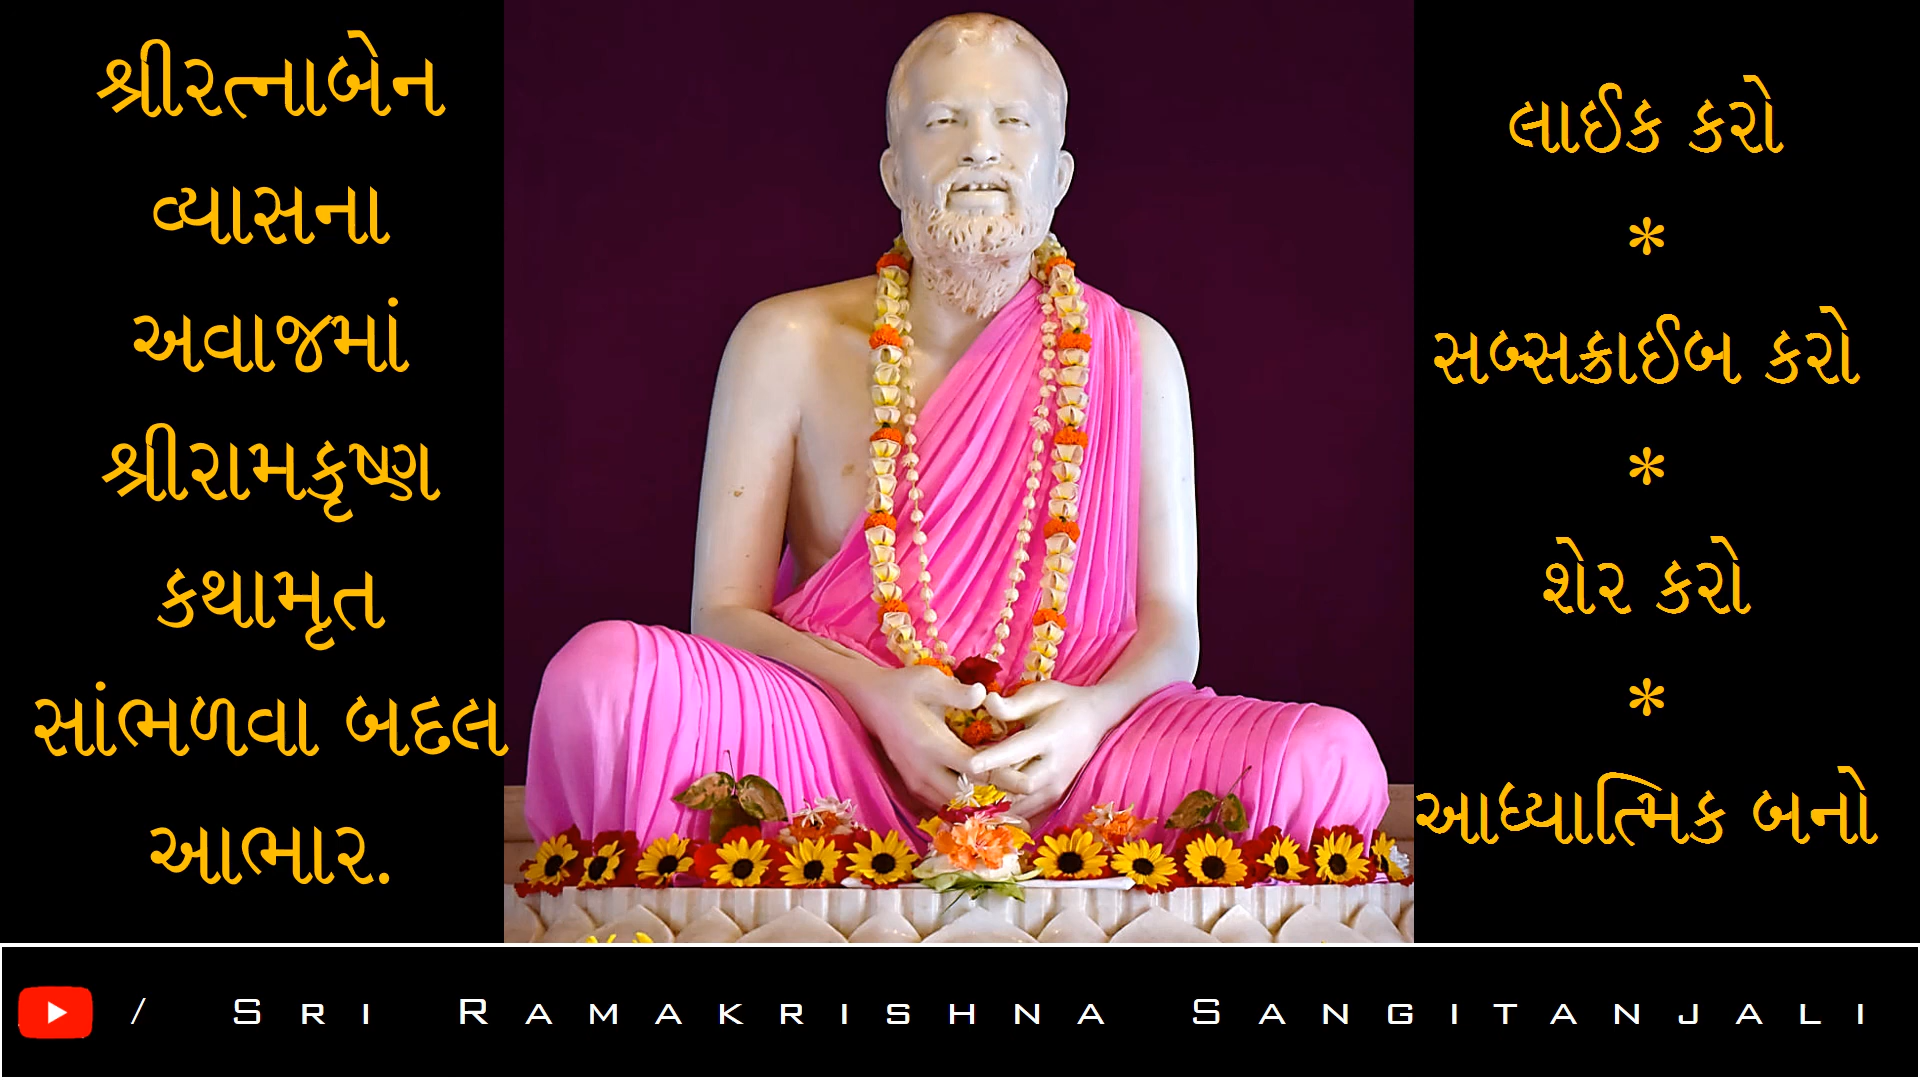 શ્રીરત્નાબેન
વ્યાસના
અવાજમાં
શ્રીરામકૃષ્ણ
કથામૃત
સાંભળવા બદલ
આભાર.
લાઈક કરો
*
સબ્સક્રાઈબ કરો
*
શેર કરો
*
આધ્યાત્મિક બનો
/ SRI RAMAKRISHNA SANGITANJALI